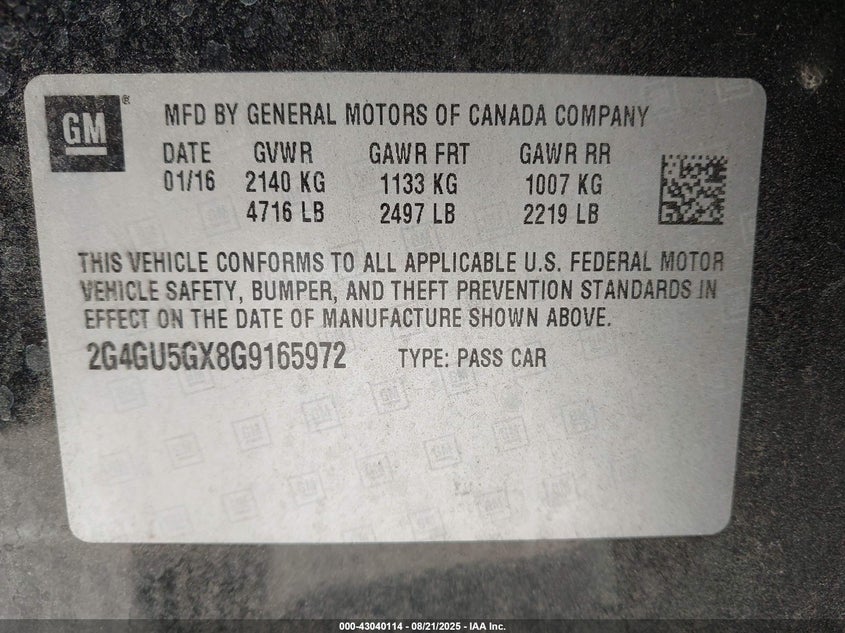 GM ®
MFD BY GENERAL MOTORS OF CANADA COMPANY
DATE GVWR GAWR FRT GAWR RR
01/16 2140 KG 1133 KG 1007 KG
4716 LB 2497 LB 2219 LB
THIS VEHICLE CONFORMS TO ALL APPLICABLE U.S. FEDERAL MOTOR
VEHICLE SAFETY, BUMPER, AND THEFT PREVENTION STANDARDS IN
EFFECT ON THE DATE OF MANUFACTURE SHOWN ABOVE.
2G4GU5GX8G9165972 TYPE: PASS CAR
000-43040114 - 08/21/2025 - IAA Inc.